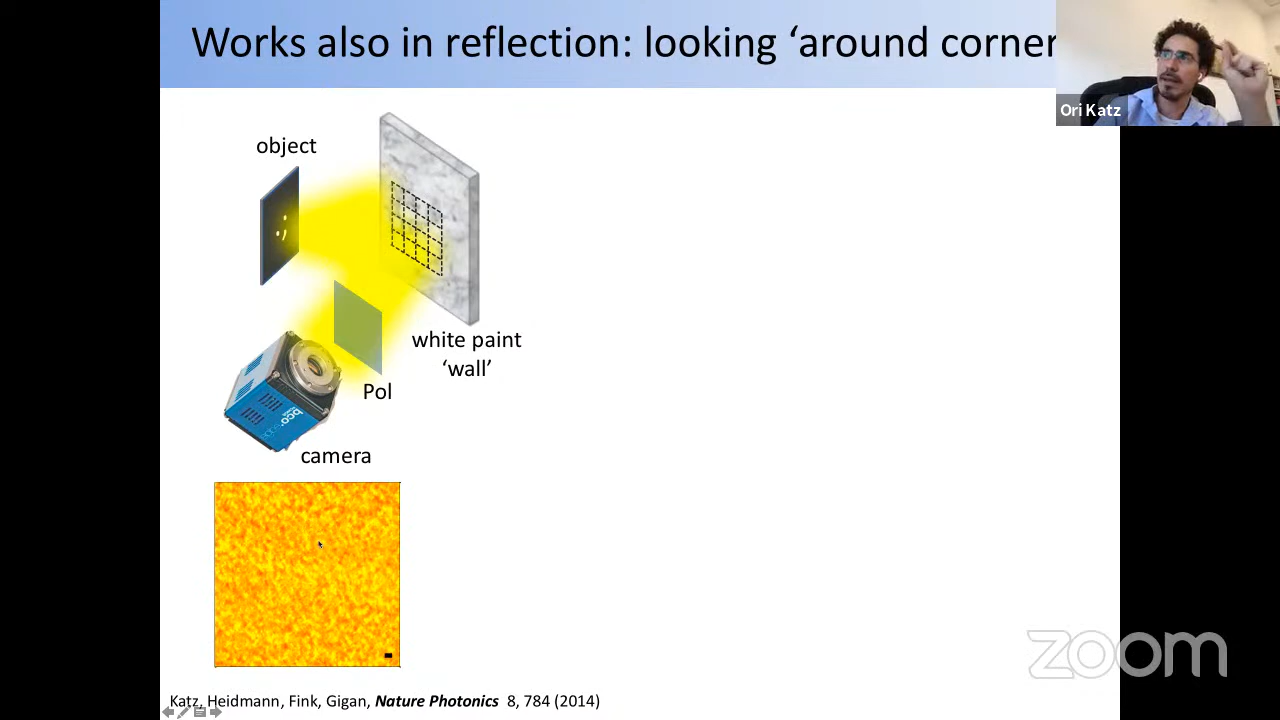 Works also in reflection: looking ‘around corner
Ori Katz
object
white paint
‘wall’
Pol
camera
pco.
Katz, Heidmann, Fink, Gigan, Nature Photonics 8, 784 (2014)
zoom